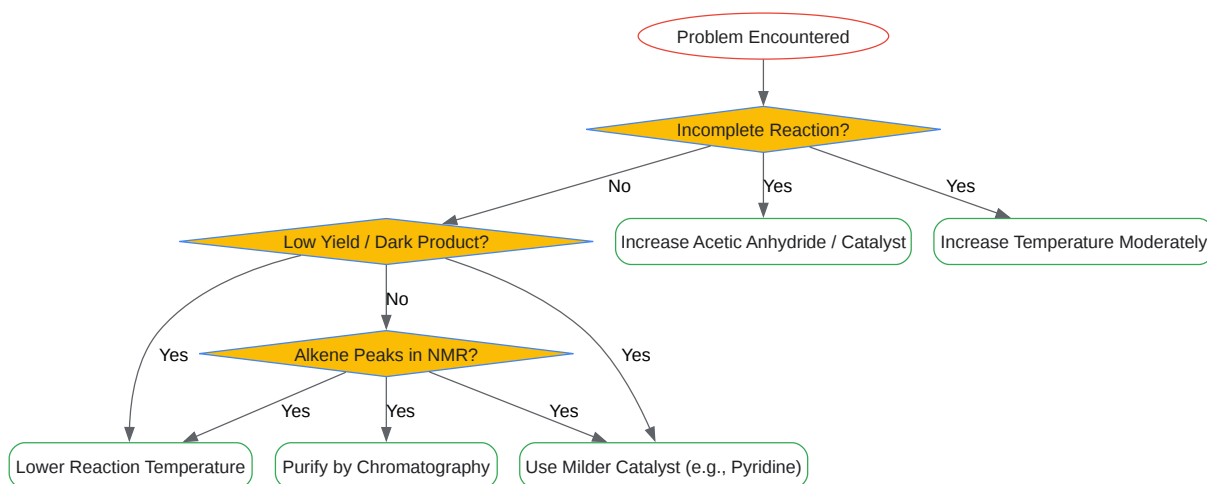 Problem Encountered
Incomplete Reaction?
No
Yes
Yes
Low Yield / Dark Product?
Increase Acetic Anhydride / Catalyst
Increase Temperature Moderately
No
Yes
Alkene Peaks in NMR?
Yes
Yes
Yes
Yes
Lower Reaction Temperature
Purify by Chromatography
Use Milder Catalyst (e.g., Pyridine)